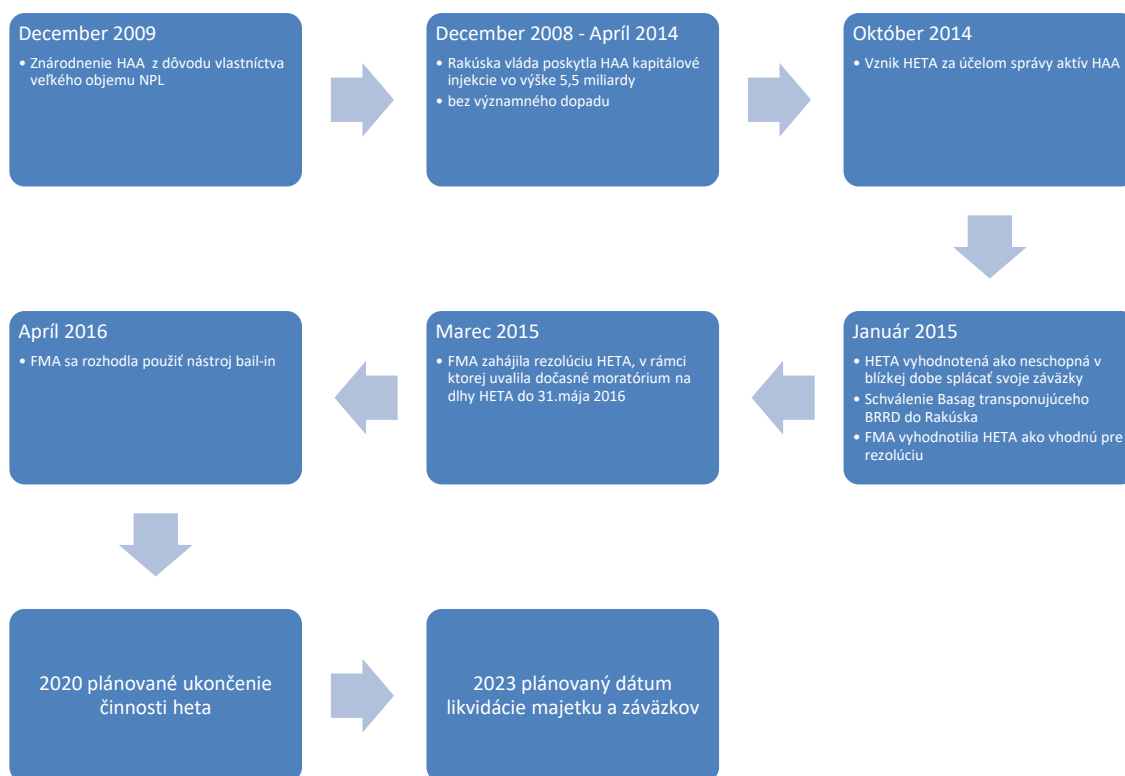 December 2009
• Znárodnenie HAA z dôvodu vlastníctva
veľkého objemu NPL
December 2008 - Apríl 2014
• Rakúska vláda poskytla HAA kapitálové
injekcie vo výške 5,5 miliardy
• bez významného dopadu
Október 2014
• Vznik HETA za účelom správy aktív HAA
Január 2015
• HETA vyhodnotená ako neschopná v
blízkej dobe splácať svoje záväzky
• Schválenie Basag transponujúceho
BRRD do Rakúska
• FMA vyhodnotilia HETA ako vhodnú pre
rezolúciu
Marec 2015
• FMA zahájila rezolúciu HETA, v rámci
ktorej uvalila dočasné moratórium na
dlhy HETA do 31.mája 2016
Apríl 2016
• FMA sa rozhodla použiť nástroj bail-in
2020 plánované ukončenie
činnosti heta
2023 plánovaný dátum
likvidácie majetku a záväzkov